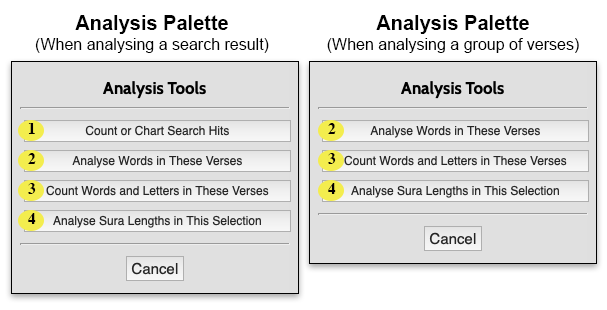 Analysis Palette
(When analysing a search result)
Analysis Tools
1 Count or Chart Search Hits
2 Analyse Words in These Verses
3 Count Words and Letters in These Verses
4 Analyse Sura Lengths in This Selection
Cancel
Analysis Palette
(When analysing a group of verses)
Analysis Tools
2 Analyse Words in These Verses
3 Count Words and Letters in These Verses
4 Analyse Sura Lengths in This Selection
Cancel